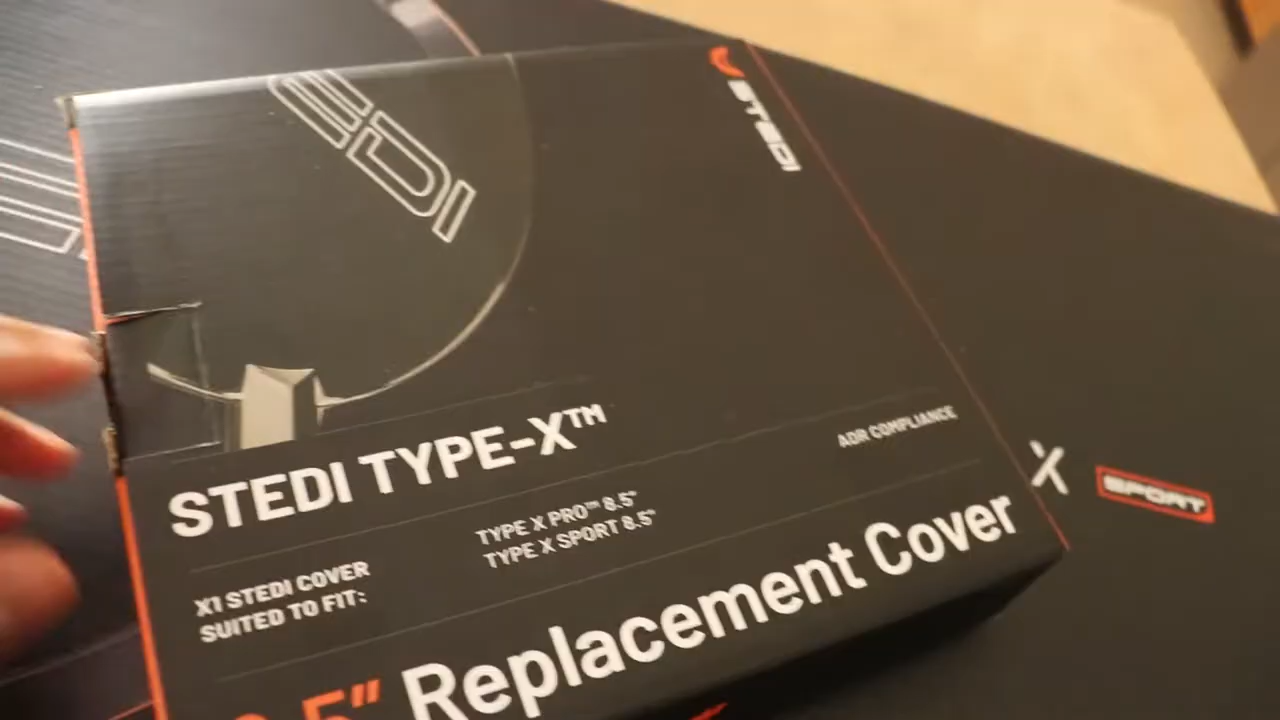 EDI
STEDI
STEDI TYPE-X™
ADR COMPLIANCE
X1 STEDI COVER
SUITED TO FIT:
TYPE X PRO™ 8.5"
TYPE X SPORT 8.5"
Replacement Cover
X SPORT